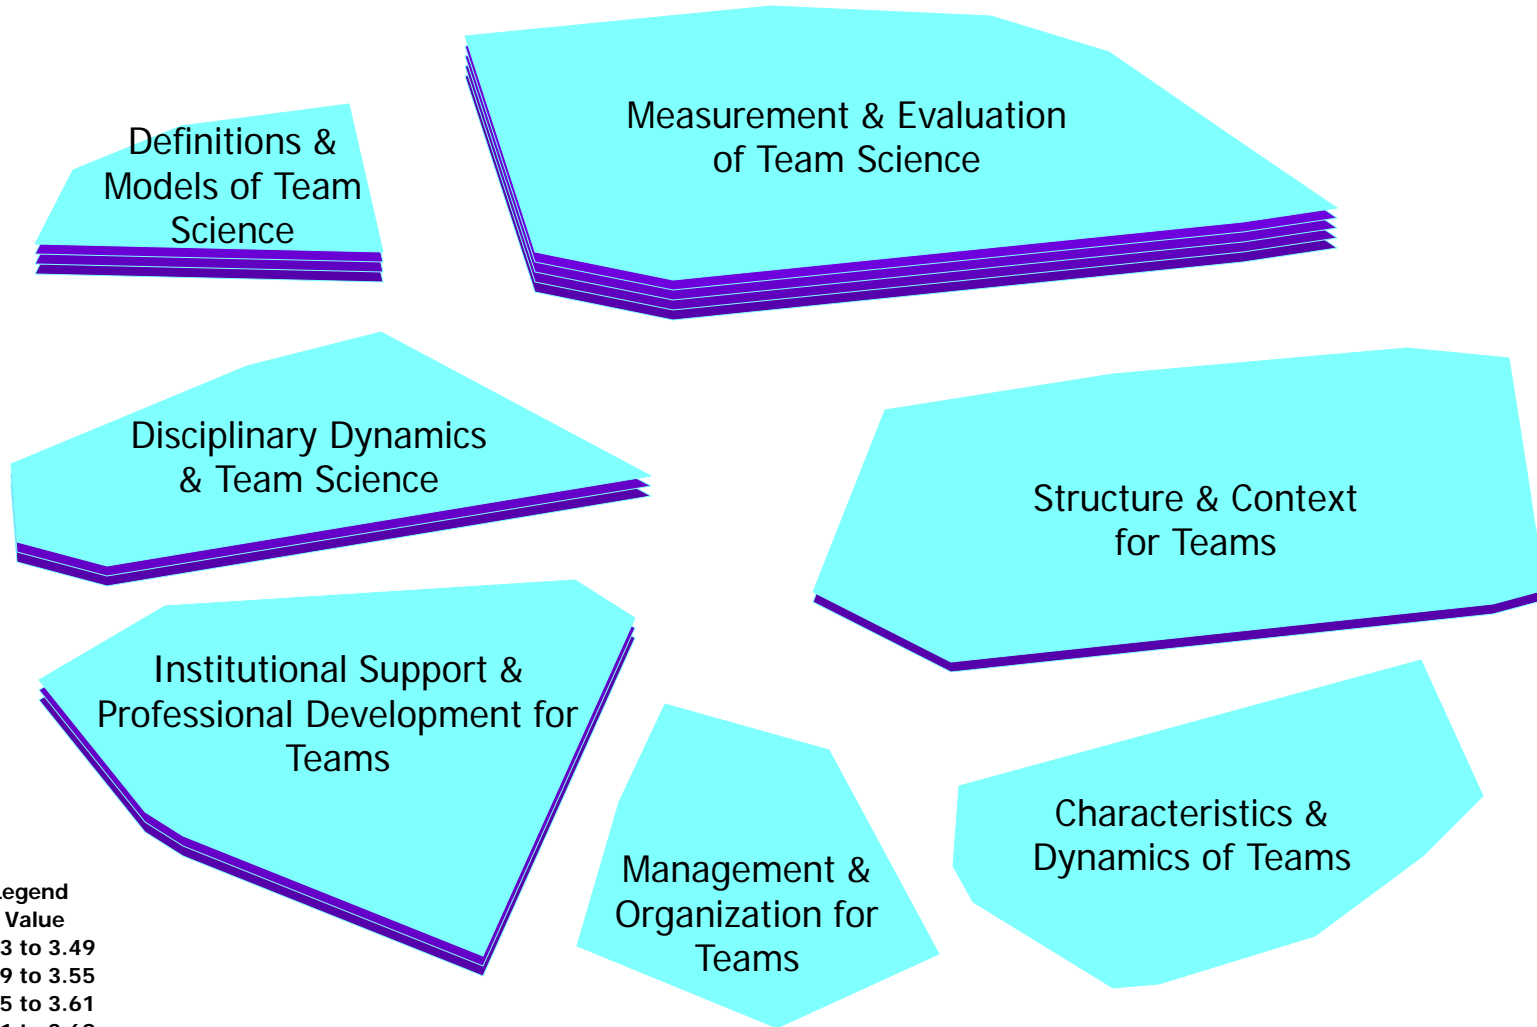 Measurement & Evaluation
of Team Science
Definitions &
Models of Team
Science
Disciplinary Dynamics
& Team Science
Structure & Context
for Teams
Institutional Support &
Professional Development for
Teams
Characteristics &
Dynamics of Teams
Management &
Organization for
Teams
egend
Value
3 to 3.49
9 to 3.55
5 to 3.61